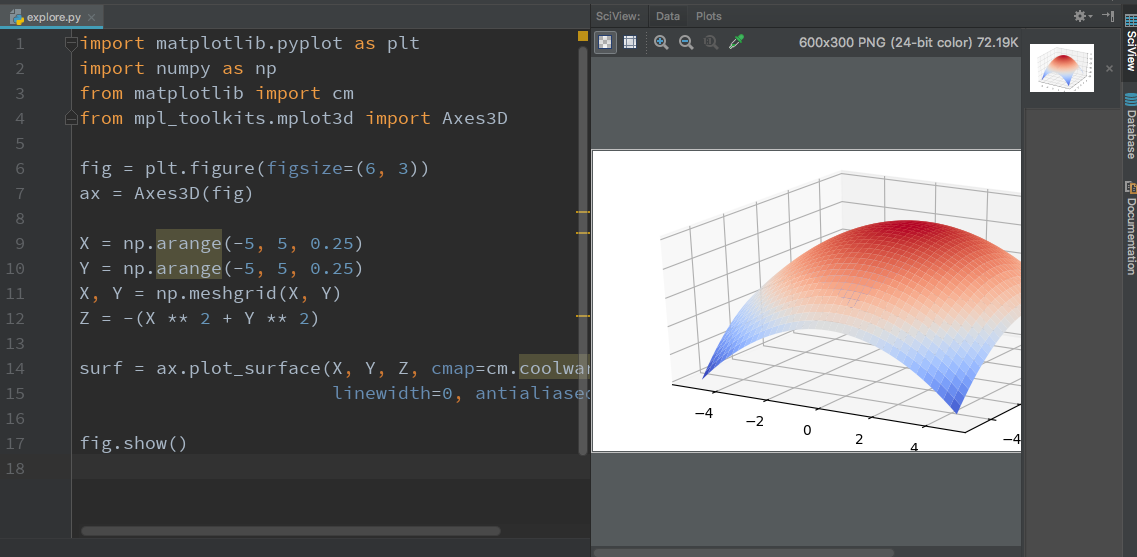 explore.py
SciView: Data Plots
1 import matplotlib.pyplot as plt
2 import numpy as np
3 from matplotlib import cm
4 from mpl_toolkits.mplot3d import Axes3D
5
6 fig = plt.figure(figsize=(6, 3))
7 ax = Axes3D(fig)
8
9 X = np.arange(-5, 5, 0.25)
10 Y = np.arange(-5, 5, 0.25)
11 X, Y = np.meshgrid(X, Y)
12 Z = -(X ** 2 + Y ** 2)
13
14 surf = ax.plot_surface(X, Y, Z, cmap=cm.coolwa
15 linewidth=0, antialiased
16
17 fig.show()
18
600x300 PNG (24-bit color) 72.19K
−4
−2
0
2
4
−4
SciView
Database
Documentation